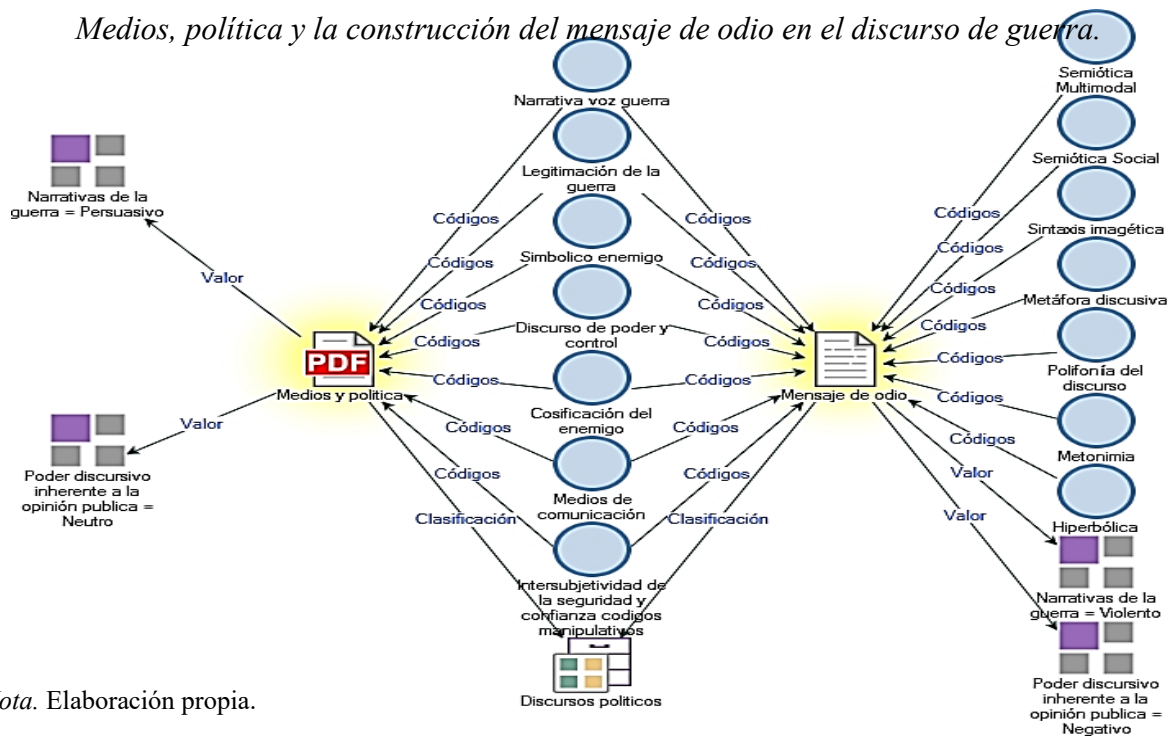 Medios, política y la construcción del mensaje de odio en el discurso de guerra.
Narrativas de la
guerra = Persuasivo
Valor
Valor
Poder discursivo
inherente a la
opinión publica =
Neutro
PDF
Medios y politica
Narrativa voz guerra
Legitimación de la
guerra
Simbolico enemigo
Discurso de poder y
control
Cosificación del
enemigo
Medios de
comunicación
Intersubjetividad de
la seguridad y
confianza codigos
manipulativos
Discursos politicos
Códigos
Códigos
Códigos
Códigos
Códigos
Códigos
Códigos
Clasificación
Códigos
Códigos
Códigos
Códigos
Códigos
Códigos
Códigos
Clasificación
Mensaje de odio
Códigos
Códigos
Códigos
Códigos
Códigos
Códigos
Códigos
Valor
Valor
Semiótica
Multimodal
Semiótica Social
Sintaxis imagética
Metáfora discusiva
Polifonía del
discurso
Metonimia
Hiperbólica
Narrativas de la
guerra = Violento
Poder discursivo
inherente a la
opinión publica =
Negativo
ota. Elaboración propia.